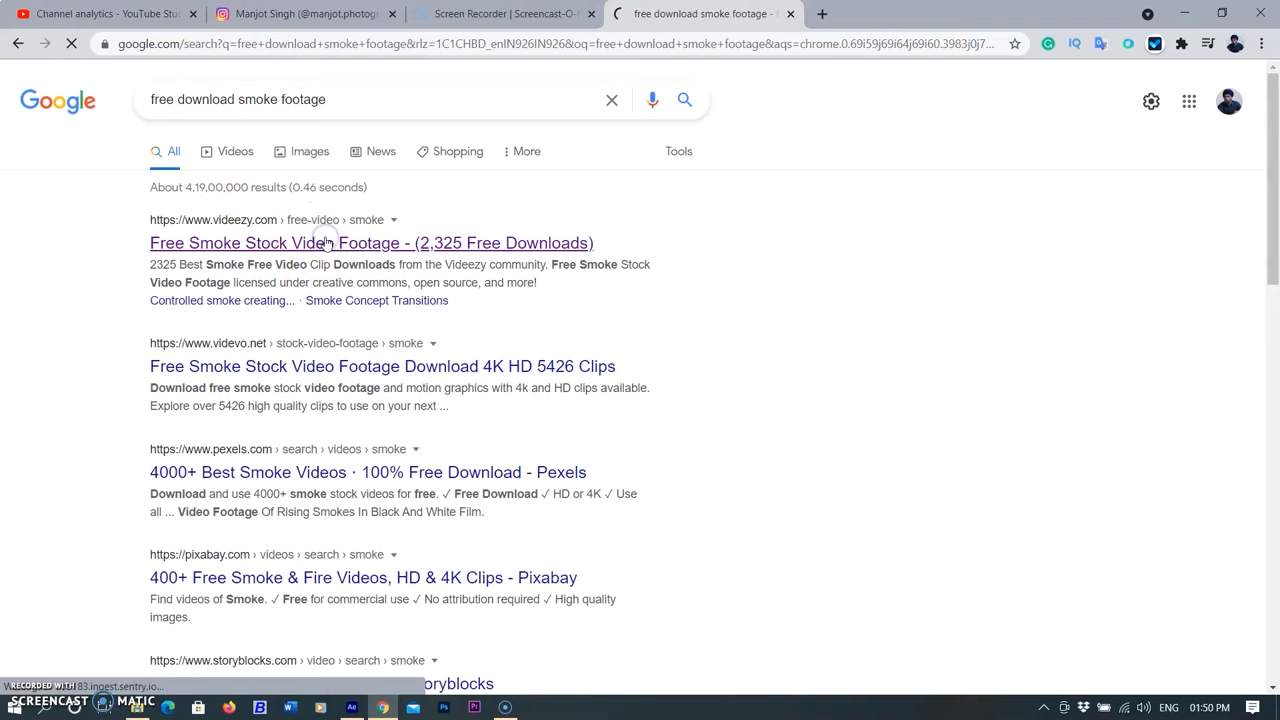 Channel analytics - YouTube Stu
Manjot Singh (@manjot.photog
Screen Recorder | Screencast-O-
free download smoke footage -
google.com/search?q=free+download+smoke+footage&rlz=1C1CHBD_enIN926IN926&oq=free+download+smoke+footage&aqs=chrome.0.69i59j69i64j69i60.3983j0j7...
Google
free download smoke footage
All
Videos
Images
News
Shopping
More
Tools
About 4,19,00,000 results (0.46 seconds)
https://www.videezy.com › free-video › smoke
Free Smoke Stock Video Footage - (2,325 Free Downloads)
2325 Best Smoke Free Video Clip Downloads from the Videezy community. Free Smoke Stock
Video Footage licensed under creative commons, open source, and more!
Controlled smoke creating... · Smoke Concept Transitions
https://www.videvo.net › stock-video-footage › smoke
Free Smoke Stock Video Footage Download 4K HD 5426 Clips
Download free smoke stock video footage and motion graphics with 4k and HD clips available.
Explore over 5426 high quality clips to use on your next ...
https://www.pexels.com › search › videos › smoke
4000+ Best Smoke Videos · 100% Free Download - Pexels
Download and use 4000+ smoke stock videos for free. ✓ Free Download ✓ HD or 4K ✓ Use
all ... Video Footage Of Rising Smokes In Black And White Film.
https://pixabay.com › videos › search › smoke
400+ Free Smoke & Fire Videos, HD & 4K Clips - Pixabay
Find videos of Smoke. ✓ Free for commercial use ✓ No attribution required ✓ High quality
images.
https://www.storyblocks.com › video › search › smoke
oryblocks
83.ingest.sentry.io...
RECORDED WITH
SCREENCAST MATIC
ENG
01:50 PM